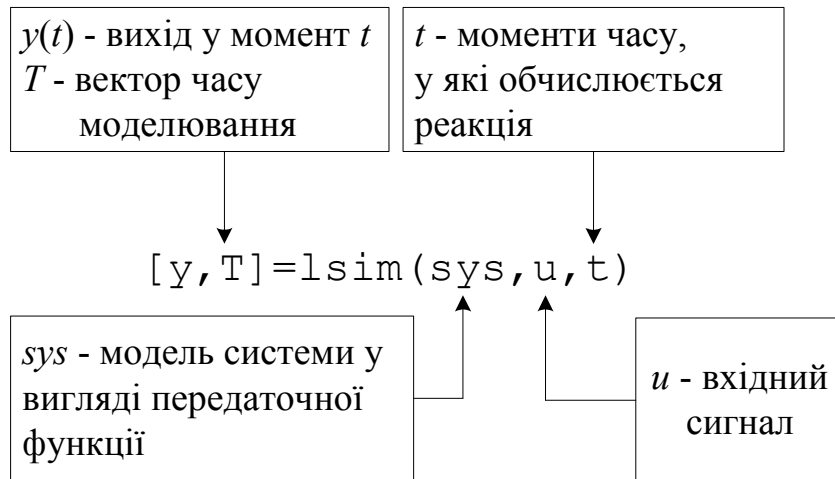 y(t) - вихід у момент t
T - вектор часу
моделювання
t - моменти часу,
у які обчислюється
реакція
[y,T]=lsim(sys,u,t)
sys - модель системи у
вигляді передаточної
функції
u - вхідний
сигнал